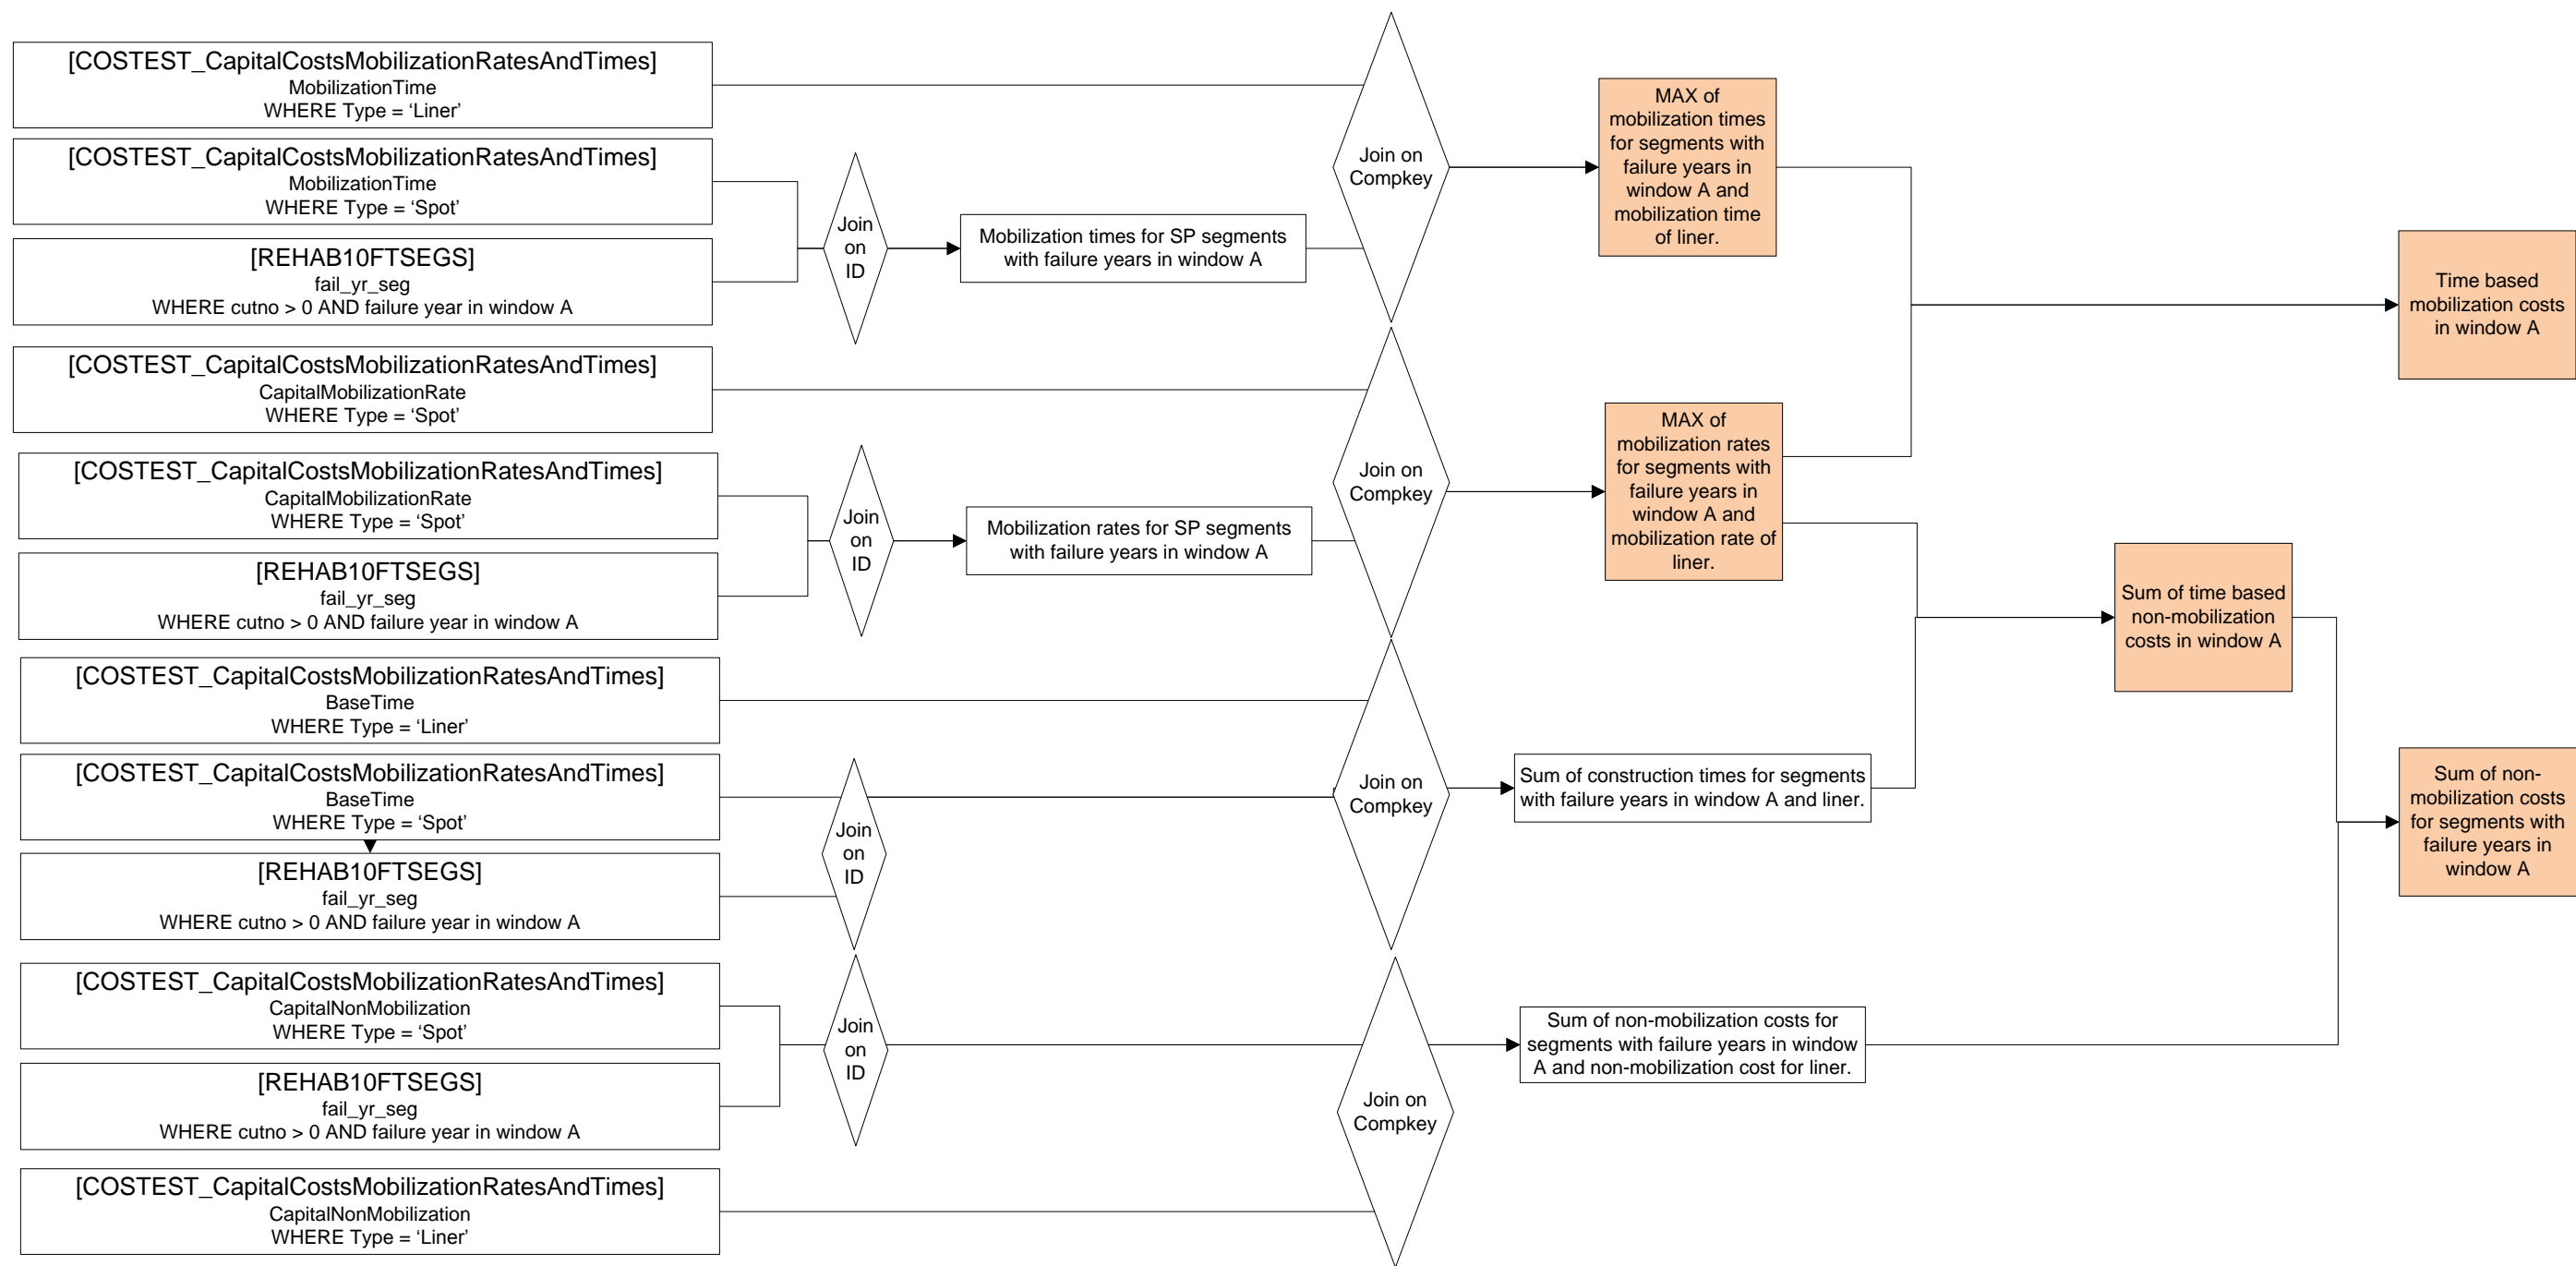 [COSTEST_CapitalCostsMobilizationRatesAndTimes]
MobilizationTime
WHERE Type = ‘Liner’
[COSTEST_CapitalCostsMobilizationRatesAndTimes]
MobilizationTime
WHERE Type = ‘Spot’
[REHAB10FTSEGS]
fail_yr_seg
WHERE cutno > 0 AND failure year in window A
[COSTEST_CapitalCostsMobilizationRatesAndTimes]
CapitalMobilizationRate
WHERE Type = ‘Spot’
[COSTEST_CapitalCostsMobilizationRatesAndTimes]
CapitalMobilizationRate
WHERE Type = ‘Spot’
[REHAB10FTSEGS]
fail_yr_seg
WHERE cutno > 0 AND failure year in window A
[COSTEST_CapitalCostsMobilizationRatesAndTimes]
BaseTime
WHERE Type = ‘Liner’
[COSTEST_CapitalCostsMobilizationRatesAndTimes]
BaseTime
WHERE Type = ‘Spot’
[REHAB10FTSEGS]
fail_yr_seg
WHERE cutno > 0 AND failure year in window A
[COSTEST_CapitalCostsMobilizationRatesAndTimes]
CapitalNonMobilization
WHERE Type = ‘Spot’
[REHAB10FTSEGS]
fail_yr_seg
WHERE cutno > 0 AND failure year in window A
[COSTEST_CapitalCostsMobilizationRatesAndTimes]
CapitalNonMobilization
WHERE Type = ‘Liner’
Join
on
ID
Join
on
ID
Join
on
ID
Join
on
ID
Mobilization times for SP segments
with failure years in window A
Mobilization rates for SP segments
with failure years in window A
Join on
Compkey
Join on
Compkey
Join on
Compkey
Join on
Compkey
MAX of
mobilization times
for segments with
failure years in
window A and
mobilization time
of liner.
MAX of
mobilization rates
for segments with
failure years in
window A and
mobilization rate of
liner.
Sum of construction times for segments
with failure years in window A and liner.
Sum of non-mobilization costs for
segments with failure years in window
A and non-mobilization cost for liner.
Sum of time based
non-mobilization
costs in window A
Time based
mobilization costs
in window A
Sum of non-
mobilization costs
for segments with
failure years in
window A